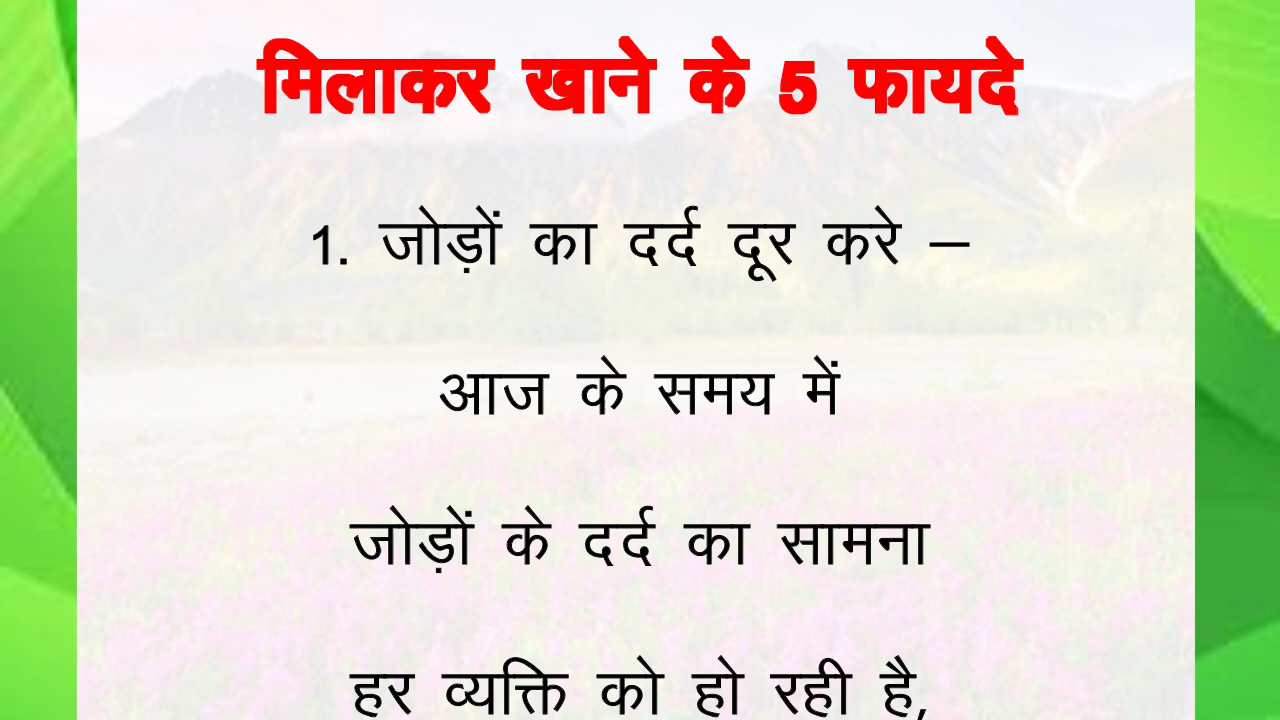 मिलाकर खाने के 5 फायदे
1. जोड़ों का दर्द दूर करे –
आज के समय में
जोड़ों के दर्द का सामना
हर व्यक्ति को हो रही है,